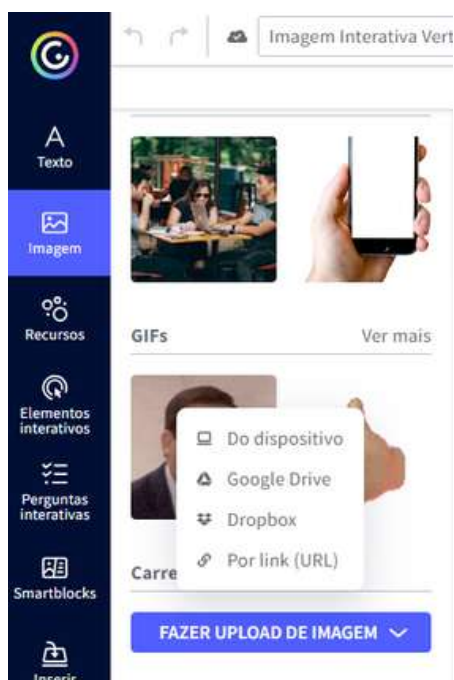 Imagem Interativa Vert
Texto
Imagem
Recursos
GIFs
Ver mais
Elementos
interativos
Do dispositivo
Google Drive
Dropbox
Por link (URL)
Perguntas
interativas
Smartblocks
Carre
FAZER UPLOAD DE IMAGEM
Inserir